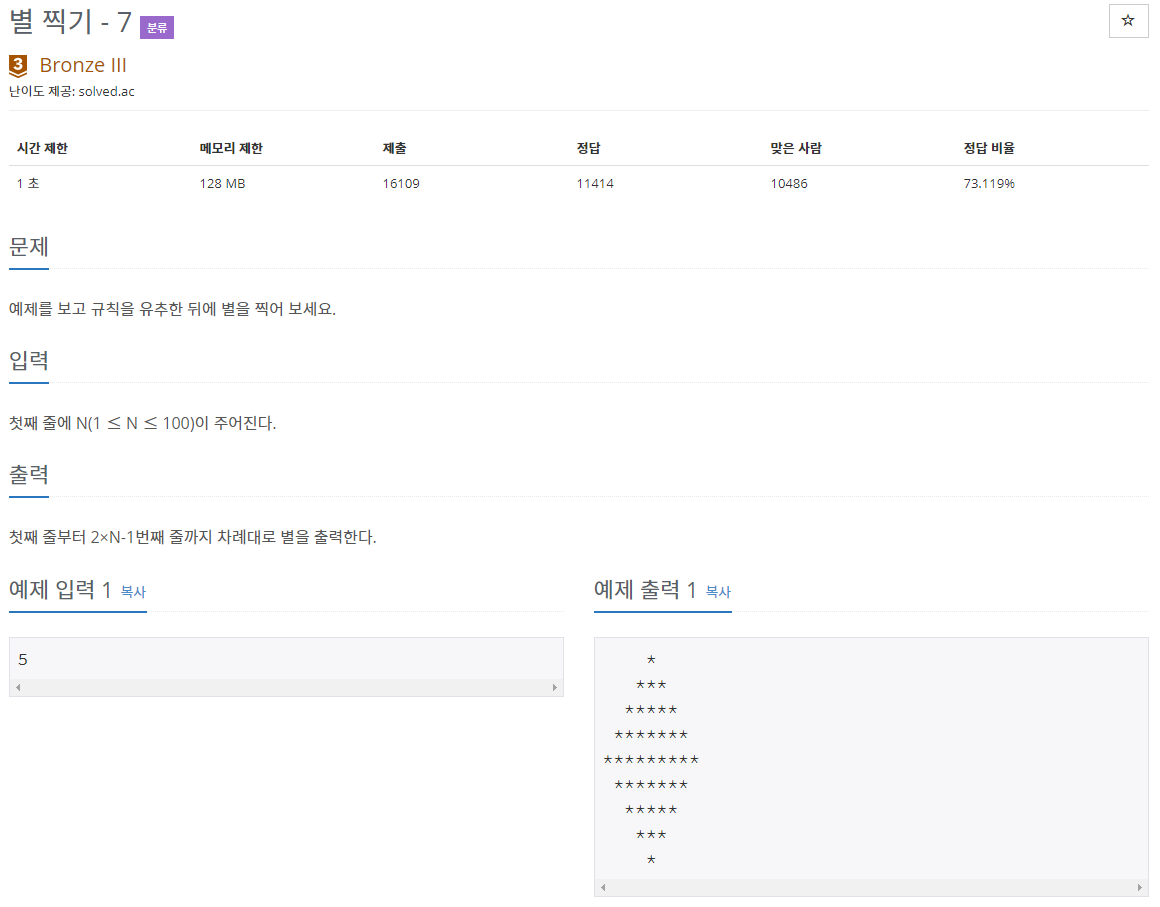 별 찍기 - 7 분류
☆
3 Bronze III
난이도 제공: solved.ac
시간 제한 메모리 제한 제출 정답 맞은 사람 정답 비율
1 초 128 MB 16109 11414 10486 73.119%
문제
예제를 보고 규칙을 유추한 뒤에 별을 찍어 보세요.
입력
첫째 줄에 N(1 ≤ N ≤ 100)이 주어진다.
출력
첫째 줄부터 2×N-1번째 줄까지 차례대로 별을 출력한다.
예제 입력 1 복사
5
예제 출력 1 복사
    *
   ***
  *****
 *******
*********
 *******
  *****
   ***
    *